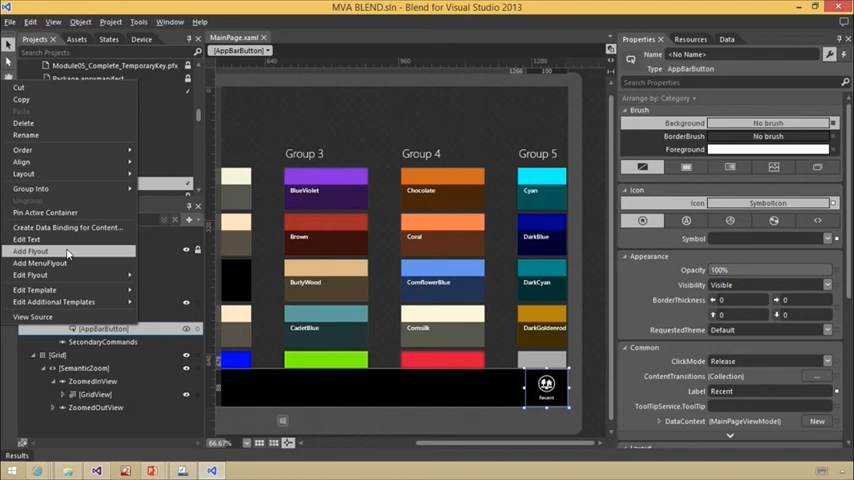 MVA BLEND.sln - Blend for Visual Studio 2013
File Edit View Object Project Tools Window Help
Projects Assets States Device
MainPage.xaml
Properties Resources Data
Search Projects
[AppBarButton]
Name <No Name>
Type AppBarButton
Module05_Complete_TemporaryKey.pfx
Package.appxmanifest
640
960
1280
1266 100
Search Properties
Arrange by: Category
Cut
Copy
Paste
Delete
Rename
Order
Align
Layout
Group Into
Ungroup
Pin Active Container
Create Data Binding for Content...
Edit Text
Add Flyout
Add MenuFlyout
Edit Flyout
Edit Template
Edit Additional Templates
View Source
[AppBarButton]
SecondaryCommands
[Grid]
[SemanticZoom]
ZoomedInView
[GridView]
ZoomedOutView
Group 3
Group 4
Group 5
BlueViolet
Chocolate
Cyan
Brown
Coral
DarkBlue
BurlyWood
CornflowerBlue
DarkCyan
CadetBlue
Cornsilk
DarkGoldenrod
320
640
Recent
66.67%
Brush
Background No brush
BorderBrush No brush
Foreground
Icon
Icon SymbolIcon
Symbol
Appearance
Opacity 100%
Visibility Visible
BorderThickness 0 0
0 0
RequestedTheme Default
Common
ClickMode Release
ContentTransitions (Collection) ...
Label Recent
ToolTipService.ToolTip
DataContext (MainPageViewModel) New
Results